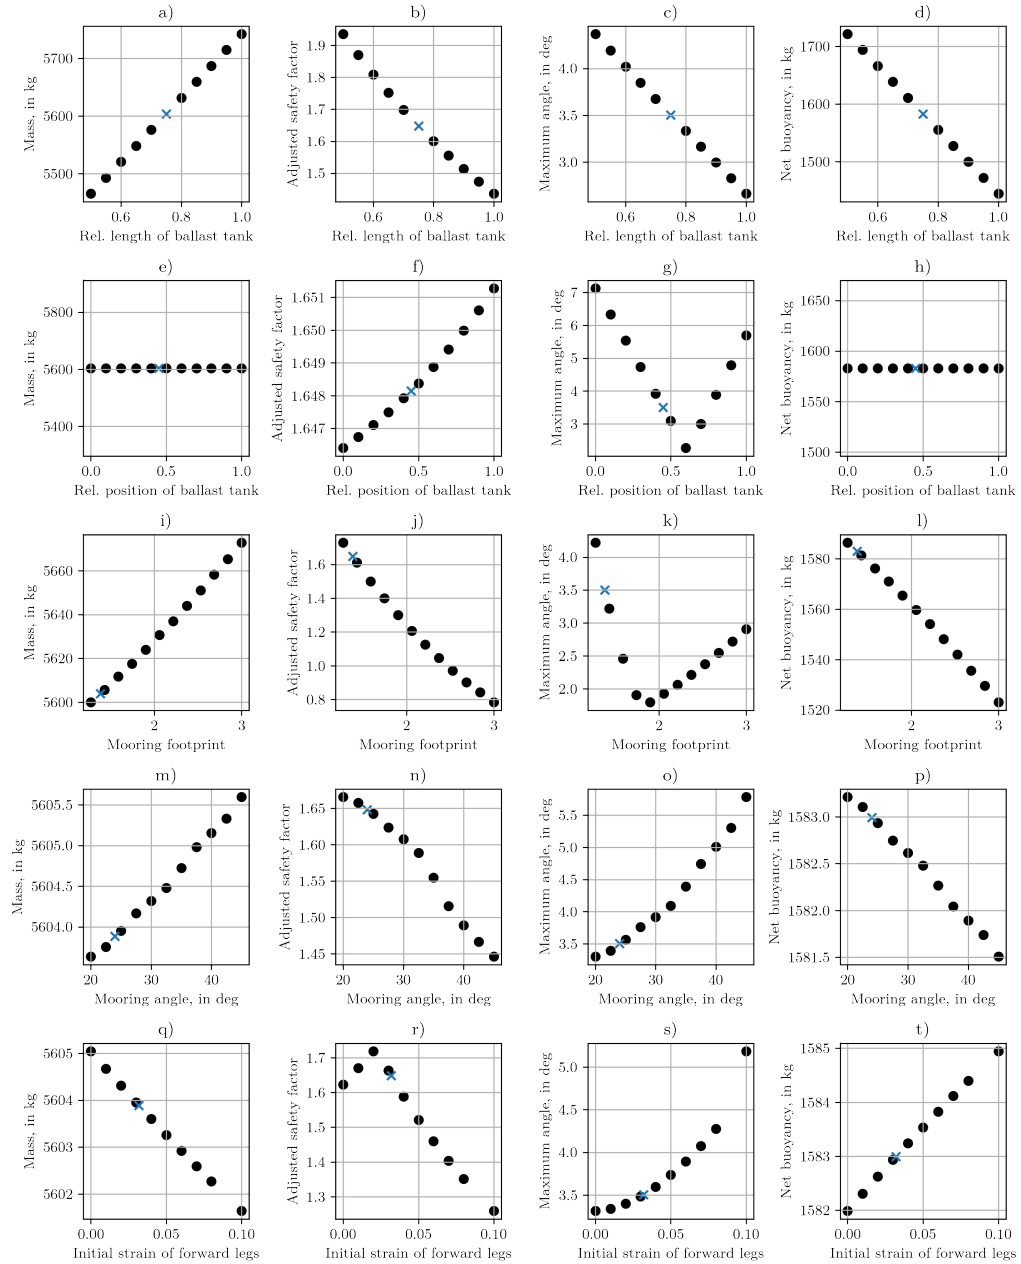 a) b) c) d)
Mass, in kg
5700
5600
5500
0.6 0.8 1.0
Rel. length of ballast tank
Adjusted safety factor
1.9
1.8
1.7
1.6
1.5
0.6 0.8 1.0
Rel. length of ballast tank
Maximum angle, in deg
4.0
3.5
3.0
0.6 0.8 1.0
Rel. length of ballast tank
Net buoyancy, in kg
1700
1600
1500
0.6 0.8 1.0
Rel. length of ballast tank
e) f) g) h)
Mass, in kg
5800
5600
5400
0.0 0.5 1.0
Rel. position of ballast tank
Adjusted safety factor
1.651
1.650
1.649
1.648
1.647
0.0 0.5 1.0
Rel. position of ballast tank
Maximum angle, in deg
7
6
5
4
3
0.0 0.5 1.0
Rel. position of ballast tank
Net buoyancy, in kg
1650
1600
1550
1500
0.0 0.5 1.0
Rel. position of ballast tank
i) j) k) l)
Mass, in kg
5660
5640
5620
5600
2 3
Mooring footprint
Adjusted safety factor
1.6
1.4
1.2
1.0
0.8
2 3
Mooring footprint
Maximum angle, in deg
4.0
3.5
3.0
2.5
2.0
2 3
Mooring footprint
Net buoyancy, in kg
1580
1560
1540
1520
2 3
Mooring footprint
m) n) o) p)
Mass, in kg
5605.5
5605.0
5604.5
5604.0
20 30 40
Mooring angle, in deg
Adjusted safety factor
1.65
1.60
1.55
1.50
1.45
20 30 40
Mooring angle, in deg
Maximum angle, in deg
5.5
5.0
4.5
4.0
3.5
20 30 40
Mooring angle, in deg
Net buoyancy, in kg
1583.0
1582.5
1582.0
1581.5
20 30 40
Mooring angle, in deg
q) r) s) t)
Mass, in kg
5605
5604
5603
5602
0.00 0.05 0.10
Initial strain of forward legs
Adjusted safety factor
1.7
1.6
1.5
1.4
1.3
0.00 0.05 0.10
Initial strain of forward legs
Maximum angle, in deg
5.0
4.5
4.0
3.5
0.00 0.05 0.10
Initial strain of forward legs
Net buoyancy, in kg
1585
1584
1583
1582
0.00 0.05 0.10
Initial strain of forward legs